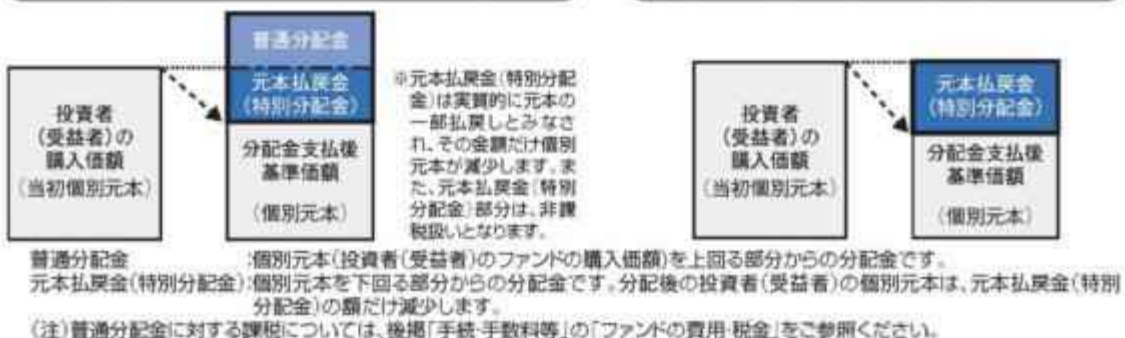 普通分配金
元本払戻金
(特別分配金)
投資者
(受益者)の
購入価額
(当初個別元本)
分配金支払後
基準価額
(個別元本)
※元本払戻金(特別分配
金)は実質的に元本の
一部払戻しとみなさ
れ、その金額だけ個別
元本が減少します。ま
た、元本払戻金(特別
分配金)部分は、非課
税扱いとなります。
投資者
(受益者)の
購入価額
(当初個別元本)
元本払戻金
(特別分配金)
分配金支払後
基準価額
(個別元本)
普通分配金 :個別元本(投資者(受益者)のファンドの購入価額)を上回る部分からの分配金です。
元本払戻金(特別分配金):個別元本を下回る部分からの分配金です。分配後の投資者(受益者)の個別元本は、元本払戻金(特別
分配金)の額だけ減少します。
(注)普通分配金に対する課税については、後掲「手続・手数料等」の「ファンドの費用・税金」をご参照ください。